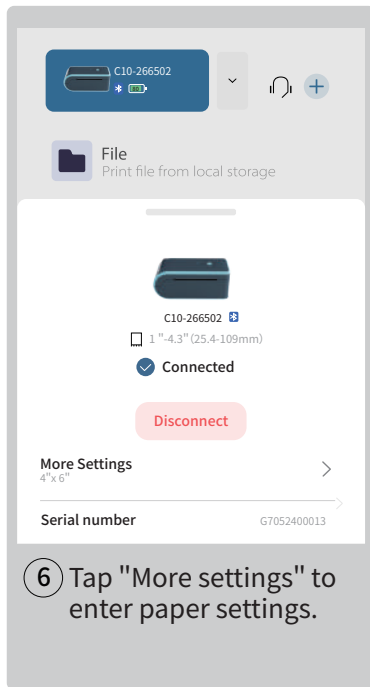 C10-266502
80
File
Print file from local storage
C10-266502
1 "-4.3" (25.4-109mm)
Connected
Disconnect
More Settings
4"x 6"
Serial number G7052400013
6 Tap "More settings" to
enter paper settings.